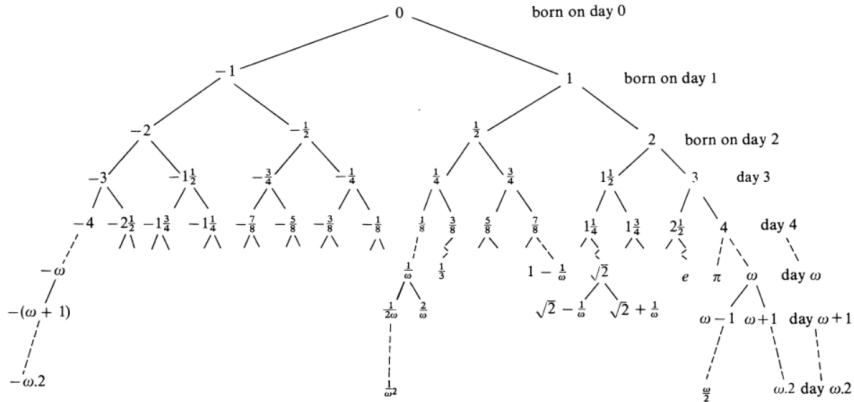 0 born on day 0
−1 1 born on day 1
−2 −½ ½ 2 born on day 2
−3 −1½ −¾ −¼ ¼ ¾ 1½ 3 day 3
−4 −2½ −1¾ −1¼ −⅞ −⅝ −⅜ −⅛ ⅛ ⅜ ⅝ ⅞ 1¼ 1¾ 2½ 4 day 4
−ω 1/ω ⅓ 1 − 1/ω √2 e π ω day ω
−(ω + 1) 1/2ω 2/ω √2 − 1/ω √2 + 1/ω ω−1 ω+1 day ω+1
−ω.2 1/ω² ω/2 ω.2 day ω.2